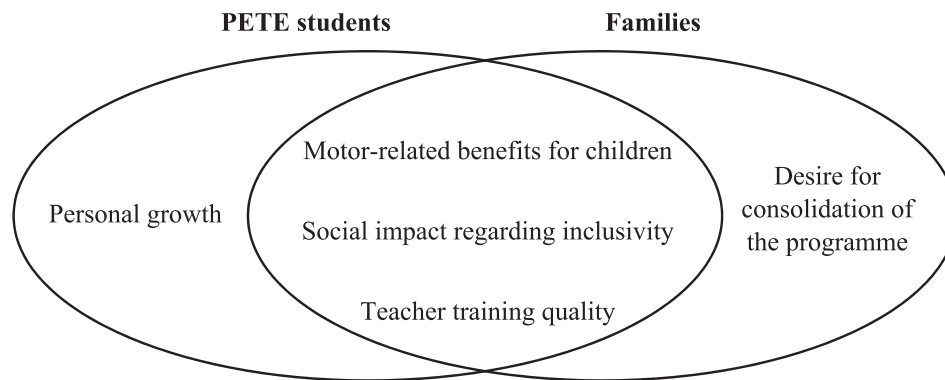 PETE students
Families
Motor-related benefits for children
Personal growth
Social impact regarding inclusivity
Teacher training quality
Desire for
consolidation of
the programme